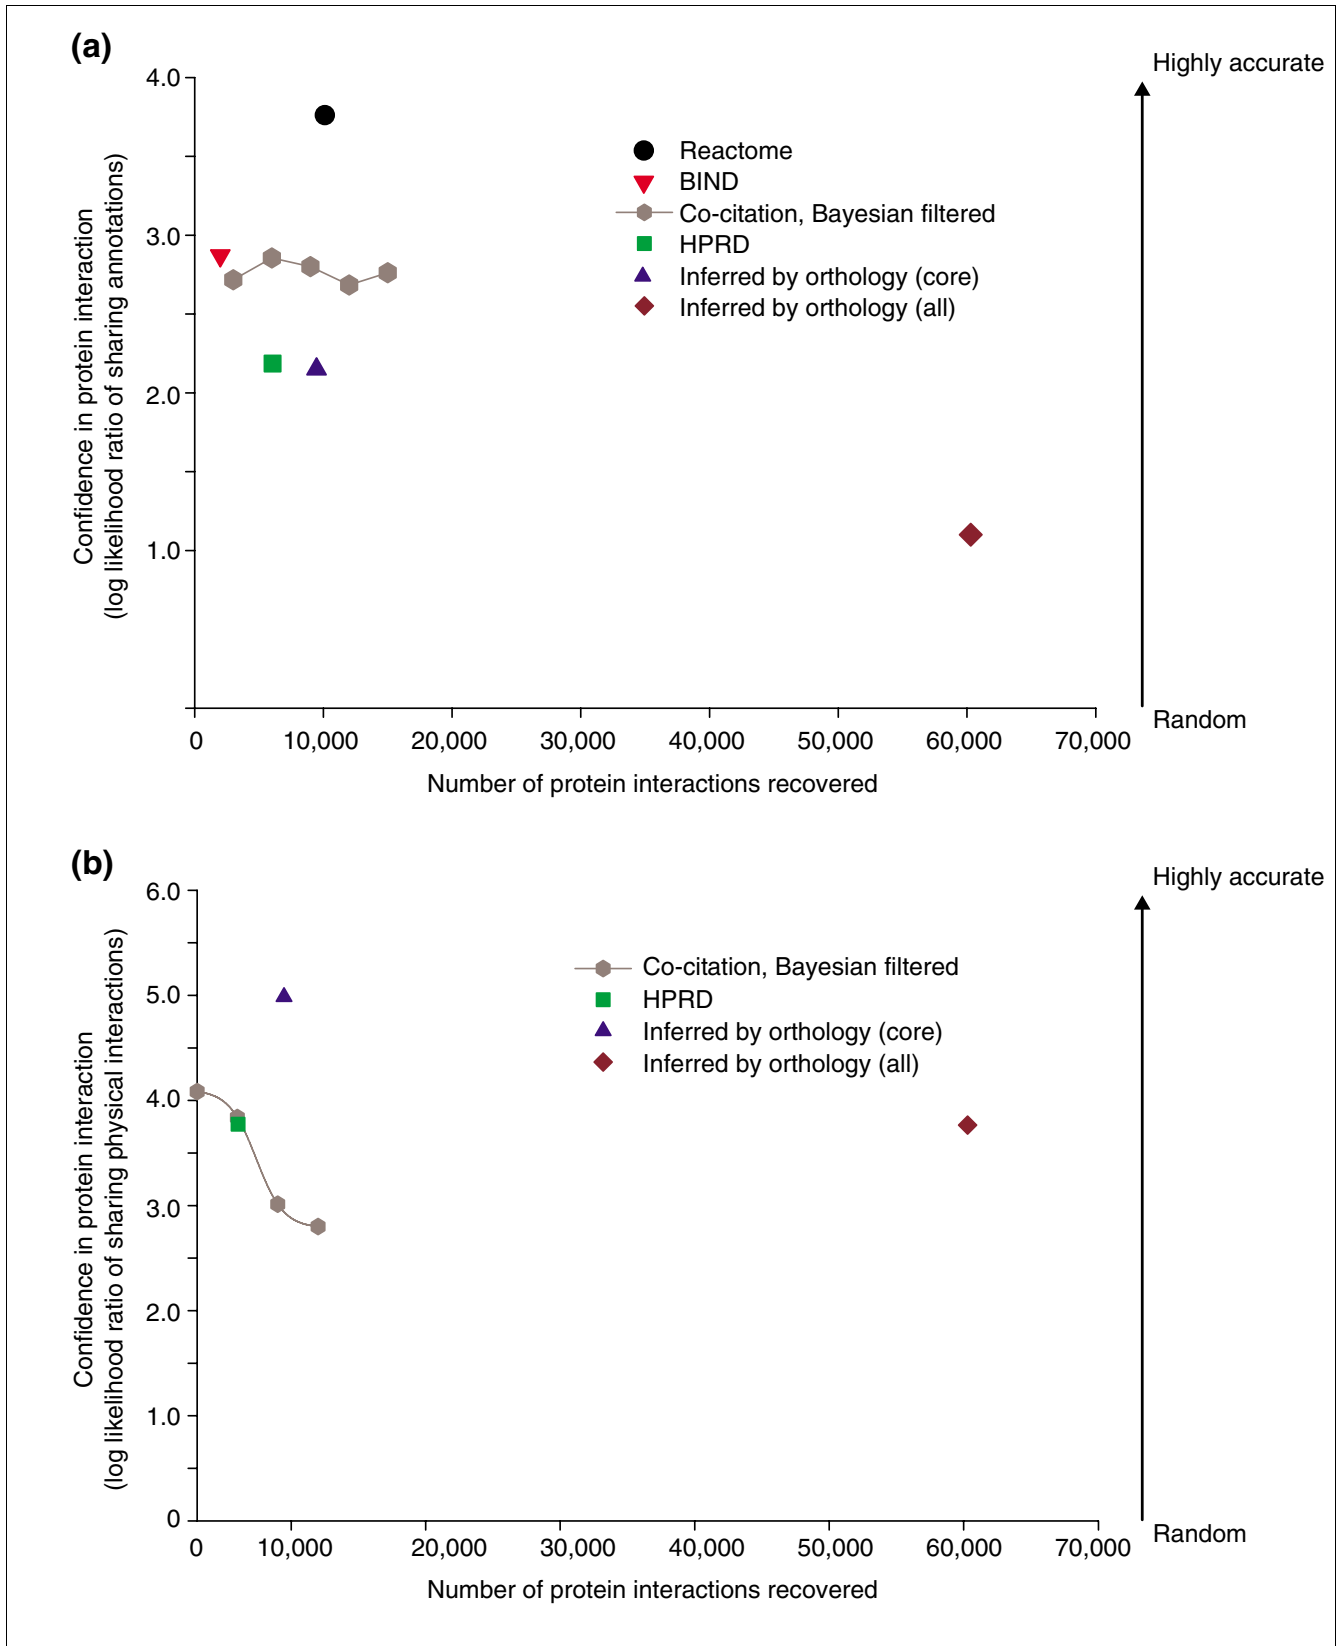 (a)
Highly accurate
4.0
3.0
2.0
1.0
Confidence in protein interaction
(log likelihood ratio of sharing annotations)
Reactome
BIND
Co-citation, Bayesian filtered
HPRD
Inferred by orthology (core)
Inferred by orthology (all)
Random
0 10,000 20,000 30,000 40,000 50,000 60,000 70,000
Number of protein interactions recovered
(b)
Highly accurate
6.0
5.0
4.0
3.0
2.0
1.0
0
Confidence in protein interaction
(log likelihood ratio of sharing physical interactions)
Co-citation, Bayesian filtered
HPRD
Inferred by orthology (core)
Inferred by orthology (all)
Random
0 10,000 20,000 30,000 40,000 50,000 60,000 70,000
Number of protein interactions recovered